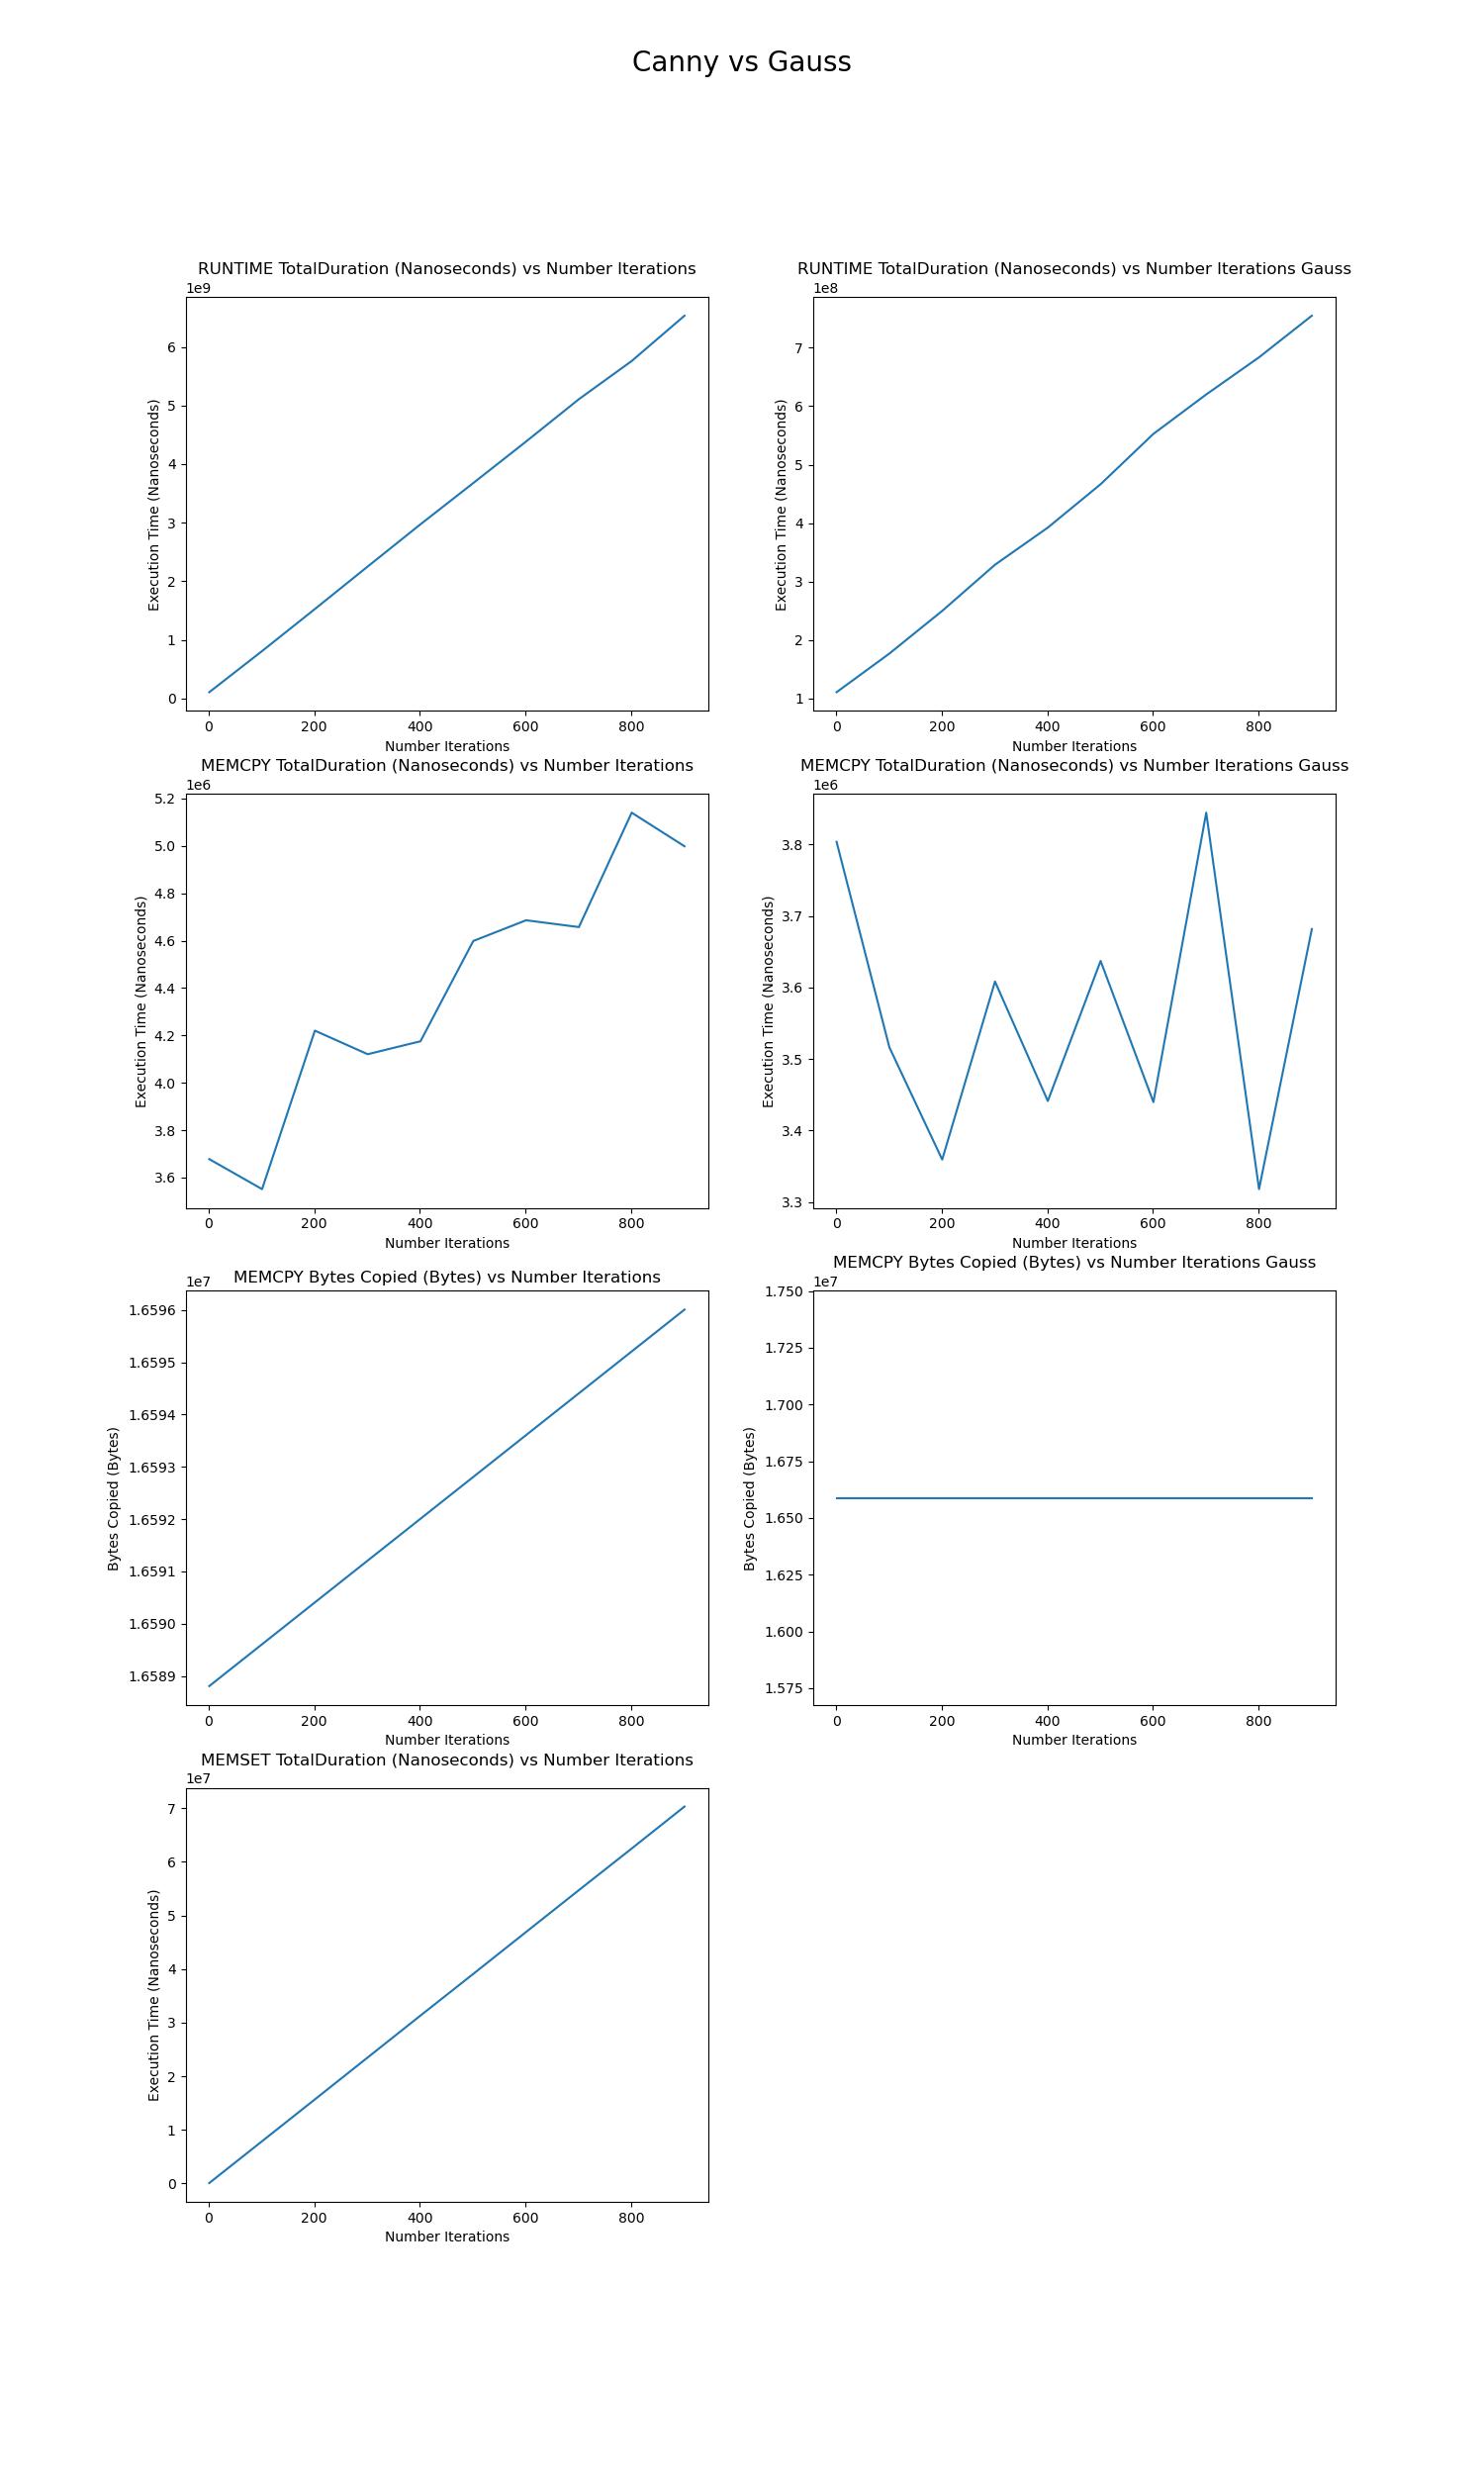 Canny vs Gauss
RUNTIME TotalDuration (Nanoseconds) vs Number Iterations
1e9
6
5
4
3
2
1
0
Execution Time (Nanoseconds)
0 200 400 600 800
Number Iterations
RUNTIME TotalDuration (Nanoseconds) vs Number Iterations Gauss
1e8
7
6
5
4
3
2
1
Execution Time (Nanoseconds)
0 200 400 600 800
Number Iterations
MEMCPY TotalDuration (Nanoseconds) vs Number Iterations
1e6
5.2
5.0
4.8
4.6
4.4
4.2
4.0
3.8
3.6
Execution Time (Nanoseconds)
0 200 400 600 800
Number Iterations
MEMCPY TotalDuration (Nanoseconds) vs Number Iterations Gauss
1e6
3.8
3.7
3.6
3.5
3.4
3.3
Execution Time (Nanoseconds)
0 200 400 600 800
Number Iterations
MEMCPY Bytes Copied (Bytes) vs Number Iterations
1e7
1.6596
1.6595
1.6594
1.6593
1.6592
1.6591
1.6590
1.6589
Bytes Copied (Bytes)
0 200 400 600 800
Number Iterations
MEMCPY Bytes Copied (Bytes) vs Number Iterations Gauss
1e7
1.750
1.725
1.700
1.675
1.650
1.625
1.600
1.575
Bytes Copied (Bytes)
0 200 400 600 800
Number Iterations
MEMSET TotalDuration (Nanoseconds) vs Number Iterations
1e7
7
6
5
4
3
2
1
0
Execution Time (Nanoseconds)
0 200 400 600 800
Number Iterations